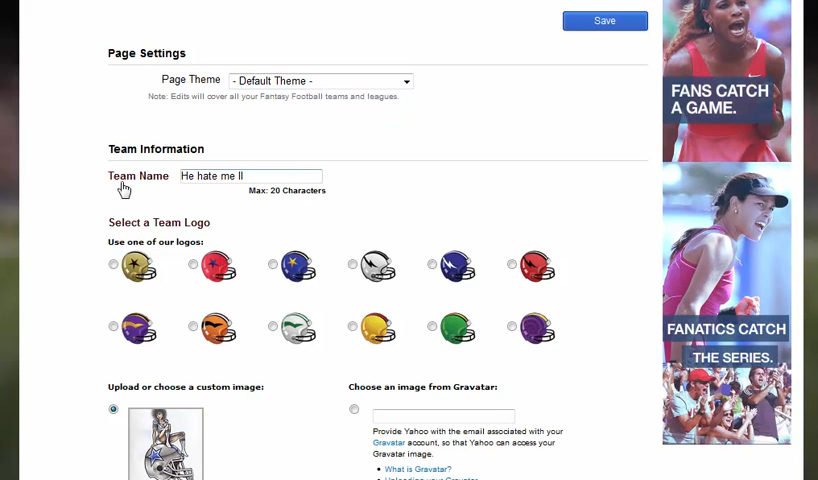 Save
Page Settings
Page Theme - Default Theme -
Note: Edits will cover all your Fantasy Football teams and leagues.
Team Information
Team Name He hate me II
Max: 20 Characters
Select a Team Logo
Use one of our logos:
Upload or choose a custom image:
Choose an image from Gravatar:
Provide Yahoo with the email associated with your
Gravatar account, so that Yahoo can access your
Gravatar image.
• What is Gravatar?
FANS CATCH
A GAME.
FANATICS CATCH
THE SERIES.